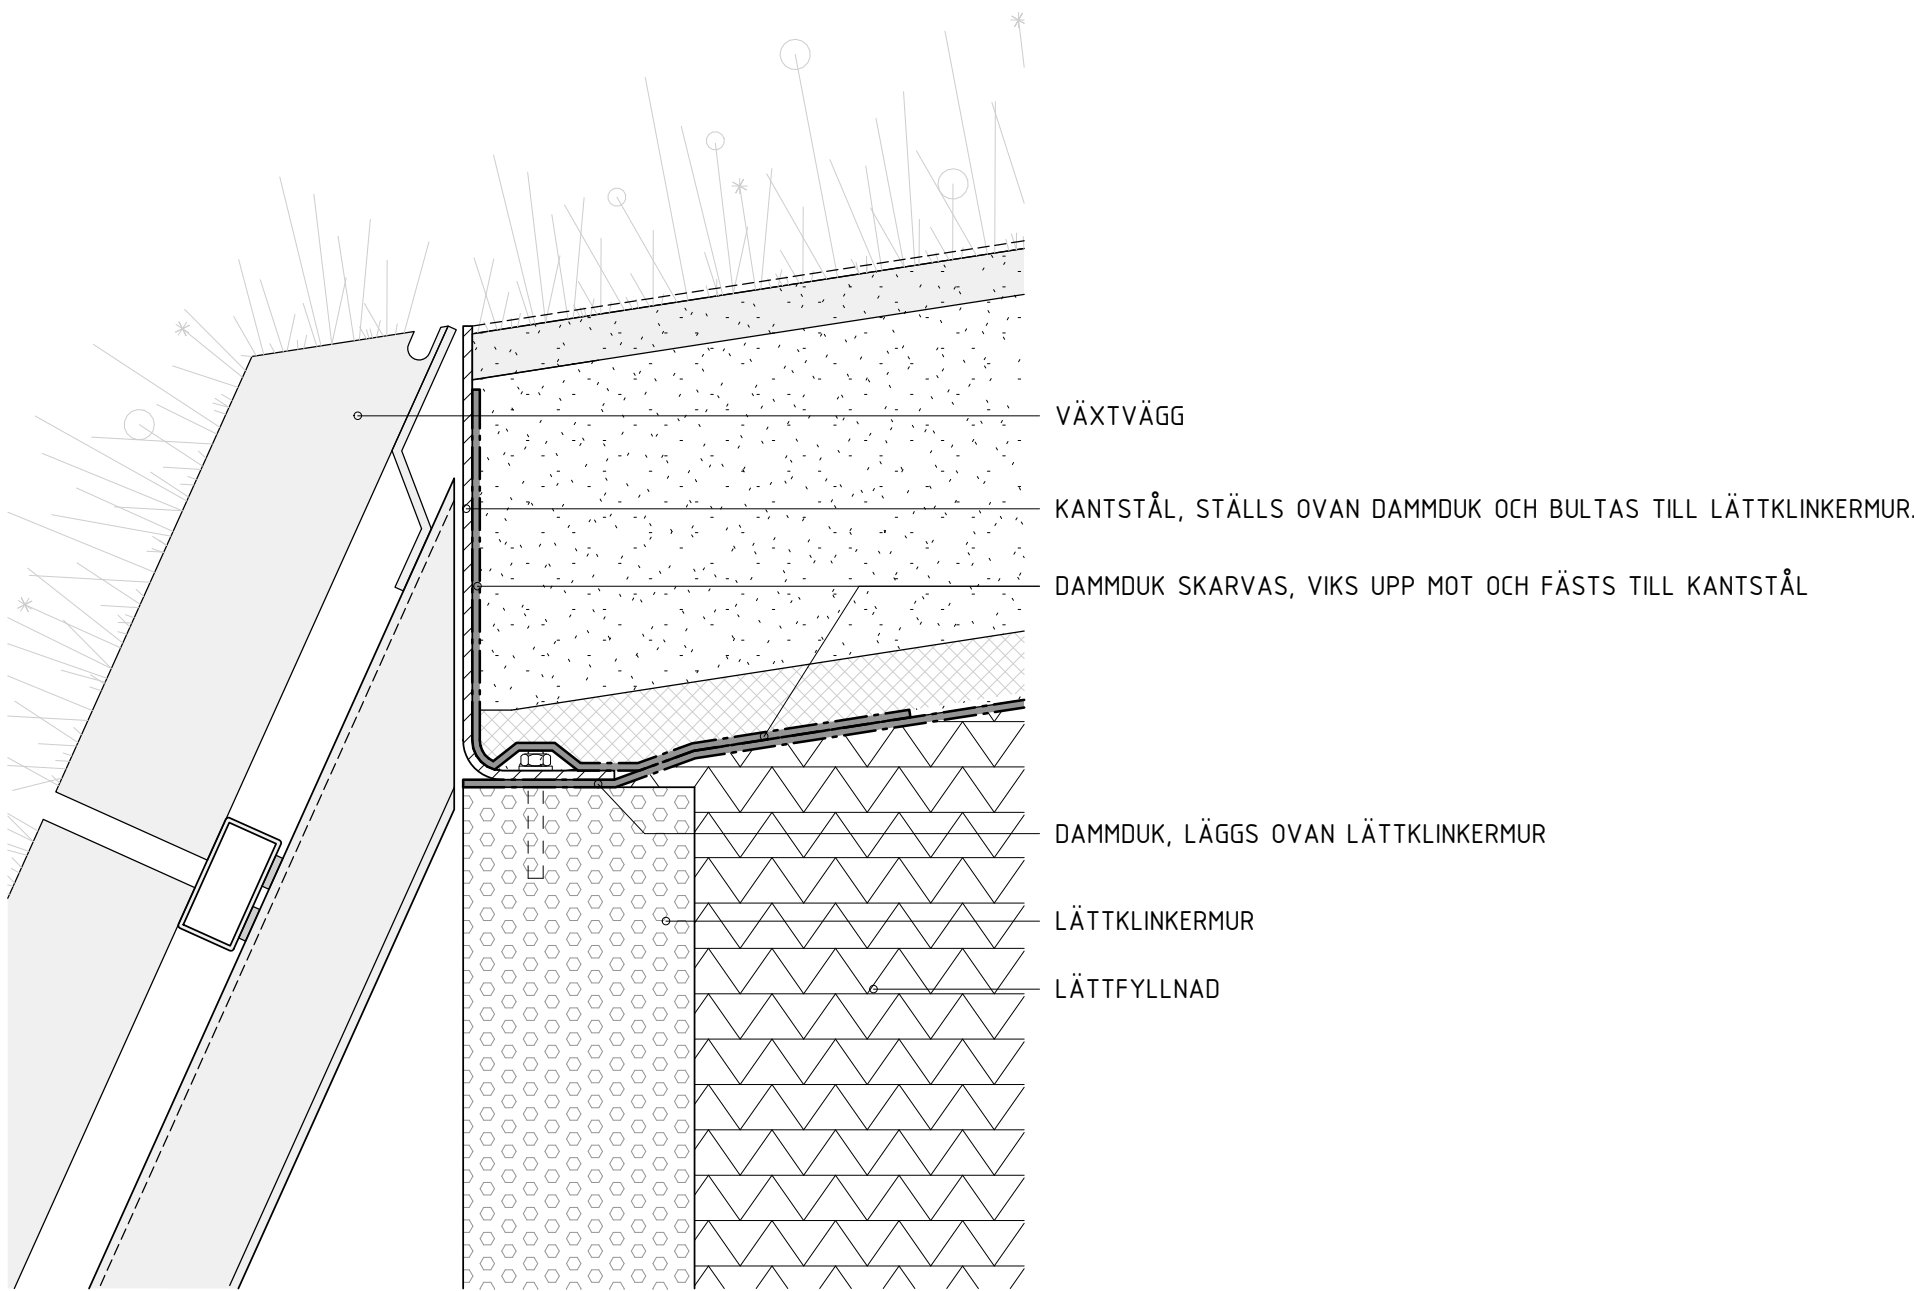 VÄXTVÄGG
KANTSTÅL, STÄLLS OVAN DAMMDUK OCH BULTAS TILL LÄTTKLINKERMUR.
DAMMDUK SKARVAS, VIKS UPP MOT OCH FÄSTS TILL KANTSTÅL
DAMMDUK, LÄGGS OVAN LÄTTKLINKERMUR
LÄTTKLINKERMUR
LÄTTFYLLNAD